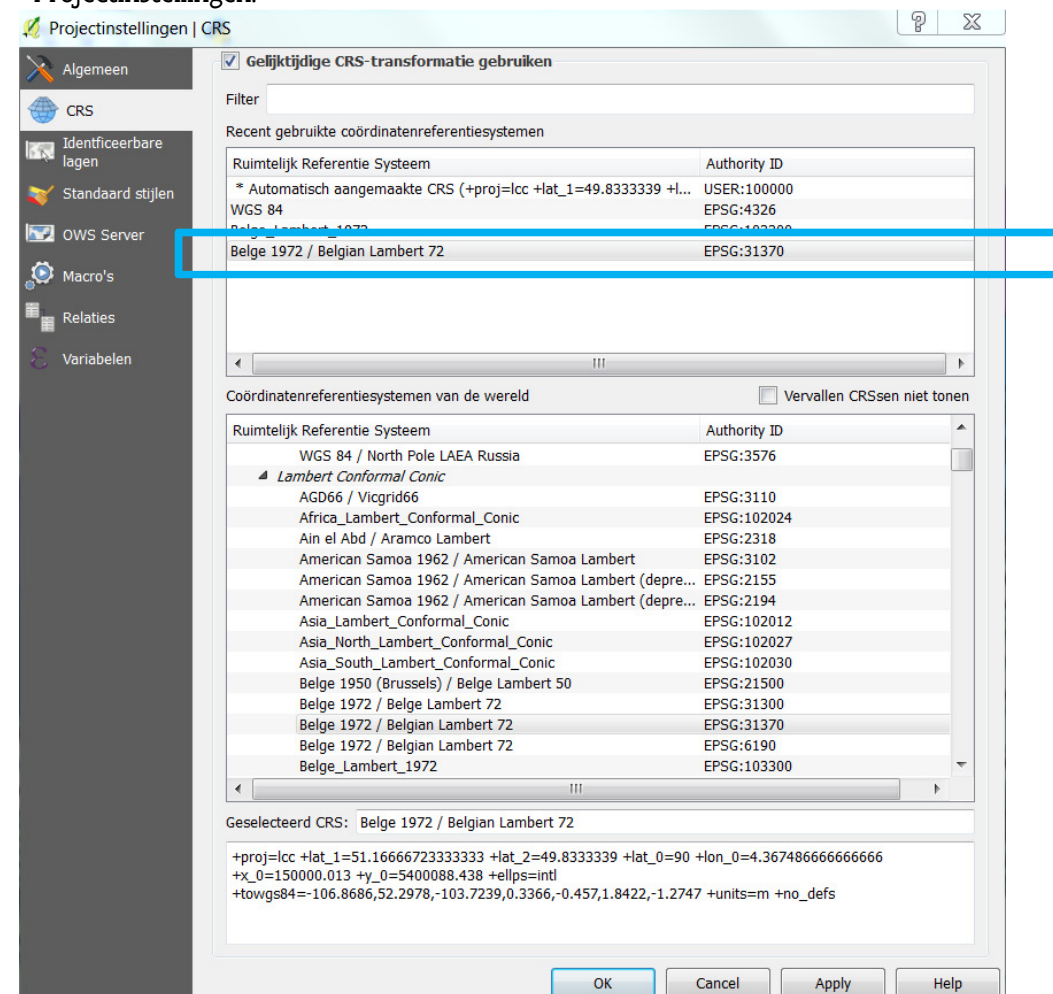 Projectinstellingen.
Projectinstellingen | CRS
Algemeen
CRS
Identificeerbare
lagen
Standaard stijlen
OWS Server
Macro's
Relaties
Variabelen
Gelijktijdige CRS-transformatie gebruiken
Filter
Recent gebruikte coördinatenreferentiesystemen
Ruimtelijk Referentie Systeem Authority ID
* Automatisch aangemaakte CRS (+proj=lcc +lat_1=49.8333339 +l... USER:100000
WGS 84 EPSG:4326
Belge_Lambert_1972
Belge 1972 / Belgian Lambert 72 EPSG:31370
Coördinatenreferentiesystemen van de wereld Vervallen CRSsen niet tonen
Ruimtelijk Referentie Systeem Authority ID
WGS 84 / North Pole LAEA Russia EPSG:3576
Lambert Conformal Conic
AGD66 / Vicgrid66 EPSG:3110
Africa_Lambert_Conformal_Conic EPSG:102024
Ain el Abd / Aramco Lambert EPSG:2318
American Samoa 1962 / American Samoa Lambert EPSG:3102
American Samoa 1962 / American Samoa Lambert (depre... EPSG:2155
American Samoa 1962 / American Samoa Lambert (depre... EPSG:2194
Asia_Lambert_Conformal_Conic EPSG:102012
Asia_North_Lambert_Conformal_Conic EPSG:102027
Asia_South_Lambert_Conformal_Conic EPSG:102030
Belge 1950 (Brussels) / Belge Lambert 50 EPSG:21500
Belge 1972 / Belge Lambert 72 EPSG:31300
Belge 1972 / Belgian Lambert 72 EPSG:31370
Belge 1972 / Belgian Lambert 72 EPSG:6190
Belge_Lambert_1972 EPSG:103300
Geselecteerd CRS: Belge 1972 / Belgian Lambert 72
+proj=lcc +lat_1=51.16666723333333 +lat_2=49.8333339 +lat_0=90 +lon_0=4.367486666666666
+x_0=150000.013 +y_0=5400088.438 +ellps=intl
+towgs84=-106.8686,52.2978,-103.7239,0.3366,-0.457,1.8422,-1.2747 +units=m +no_defs
OK Cancel Apply Help